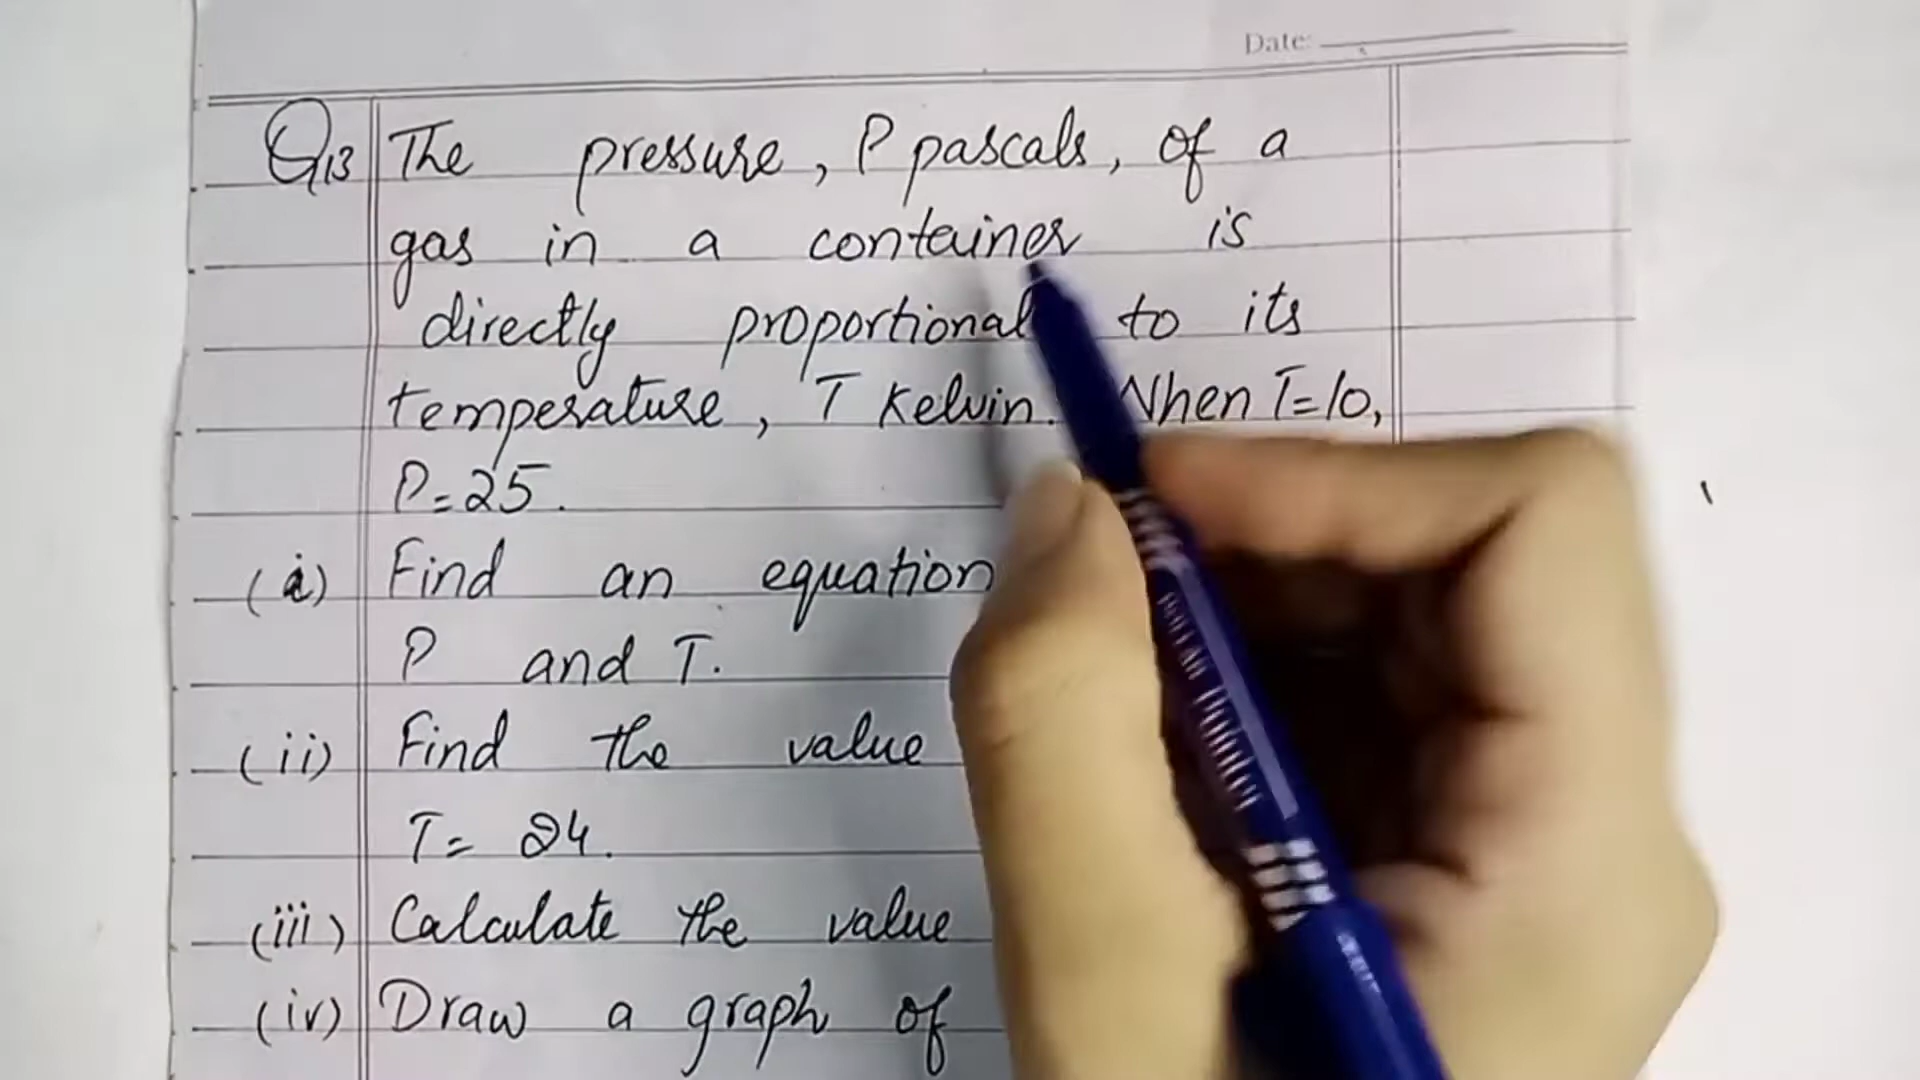 Date:
Q13 The pressure, P pascals, of a
gas in a container is
directly proportional to its
temperature, T Kelvin. When T=10,
P=25.
(i) Find an equation
P and T.
(ii) Find the value
T= 24.
(iii) Calculate the value
(iv) Draw a graph of
DOLLAR